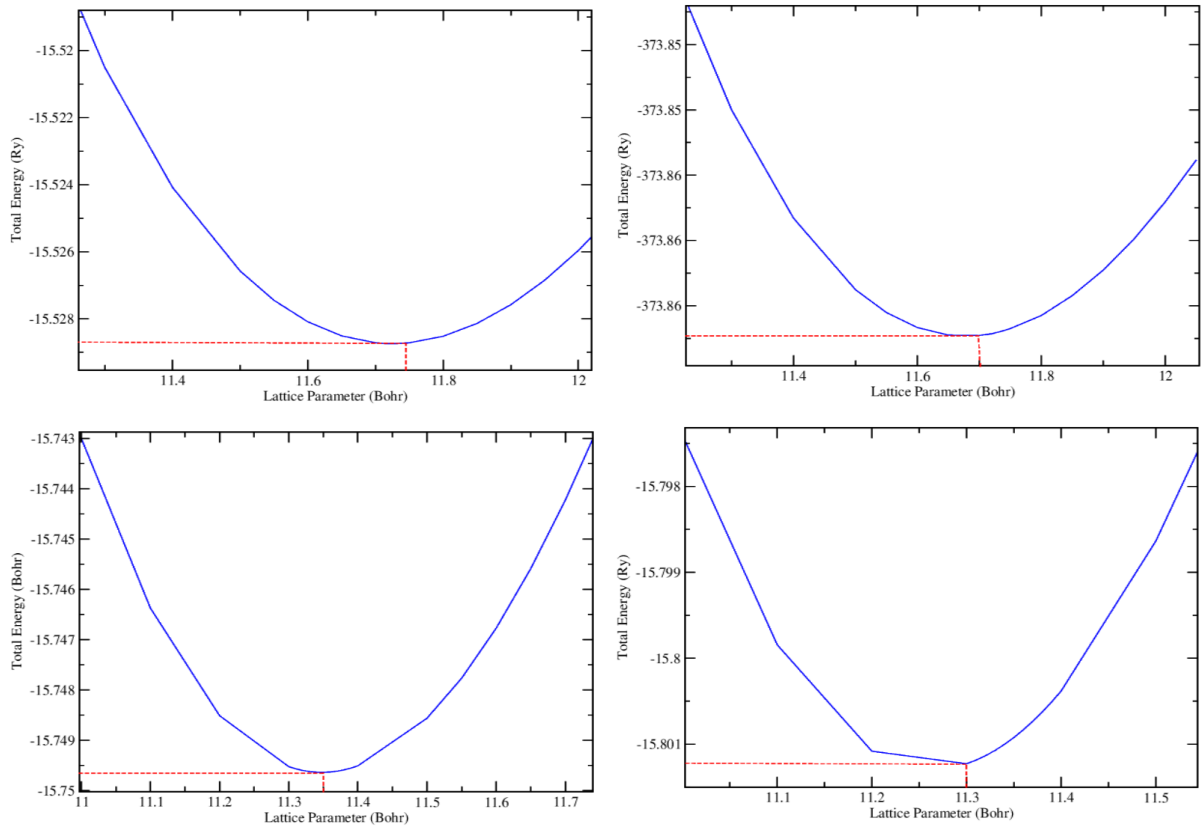 -15.52
-15.522
-15.524
-15.526
-15.528
Total Energy (Ry)
11.4 11.6 11.8 12
Lattice Parameter (Bohr)
-373.85
-373.85
-373.86
-373.86
-373.86
Total Energy (Ry)
11.4 11.6 11.8 12
Lattice Parameter (Bohr)
-15.743
-15.744
-15.745
-15.746
-15.747
-15.748
-15.749
-15.75
Total Energy (Bohr)
11 11.1 11.2 11.3 11.4 11.5 11.6 11.7
Lattice Parameter (Bohr)
-15.798
-15.799
-15.8
-15.801
Total Energy (Ry)
11.1 11.2 11.3 11.4 11.5
Lattice Parameter (Bohr)